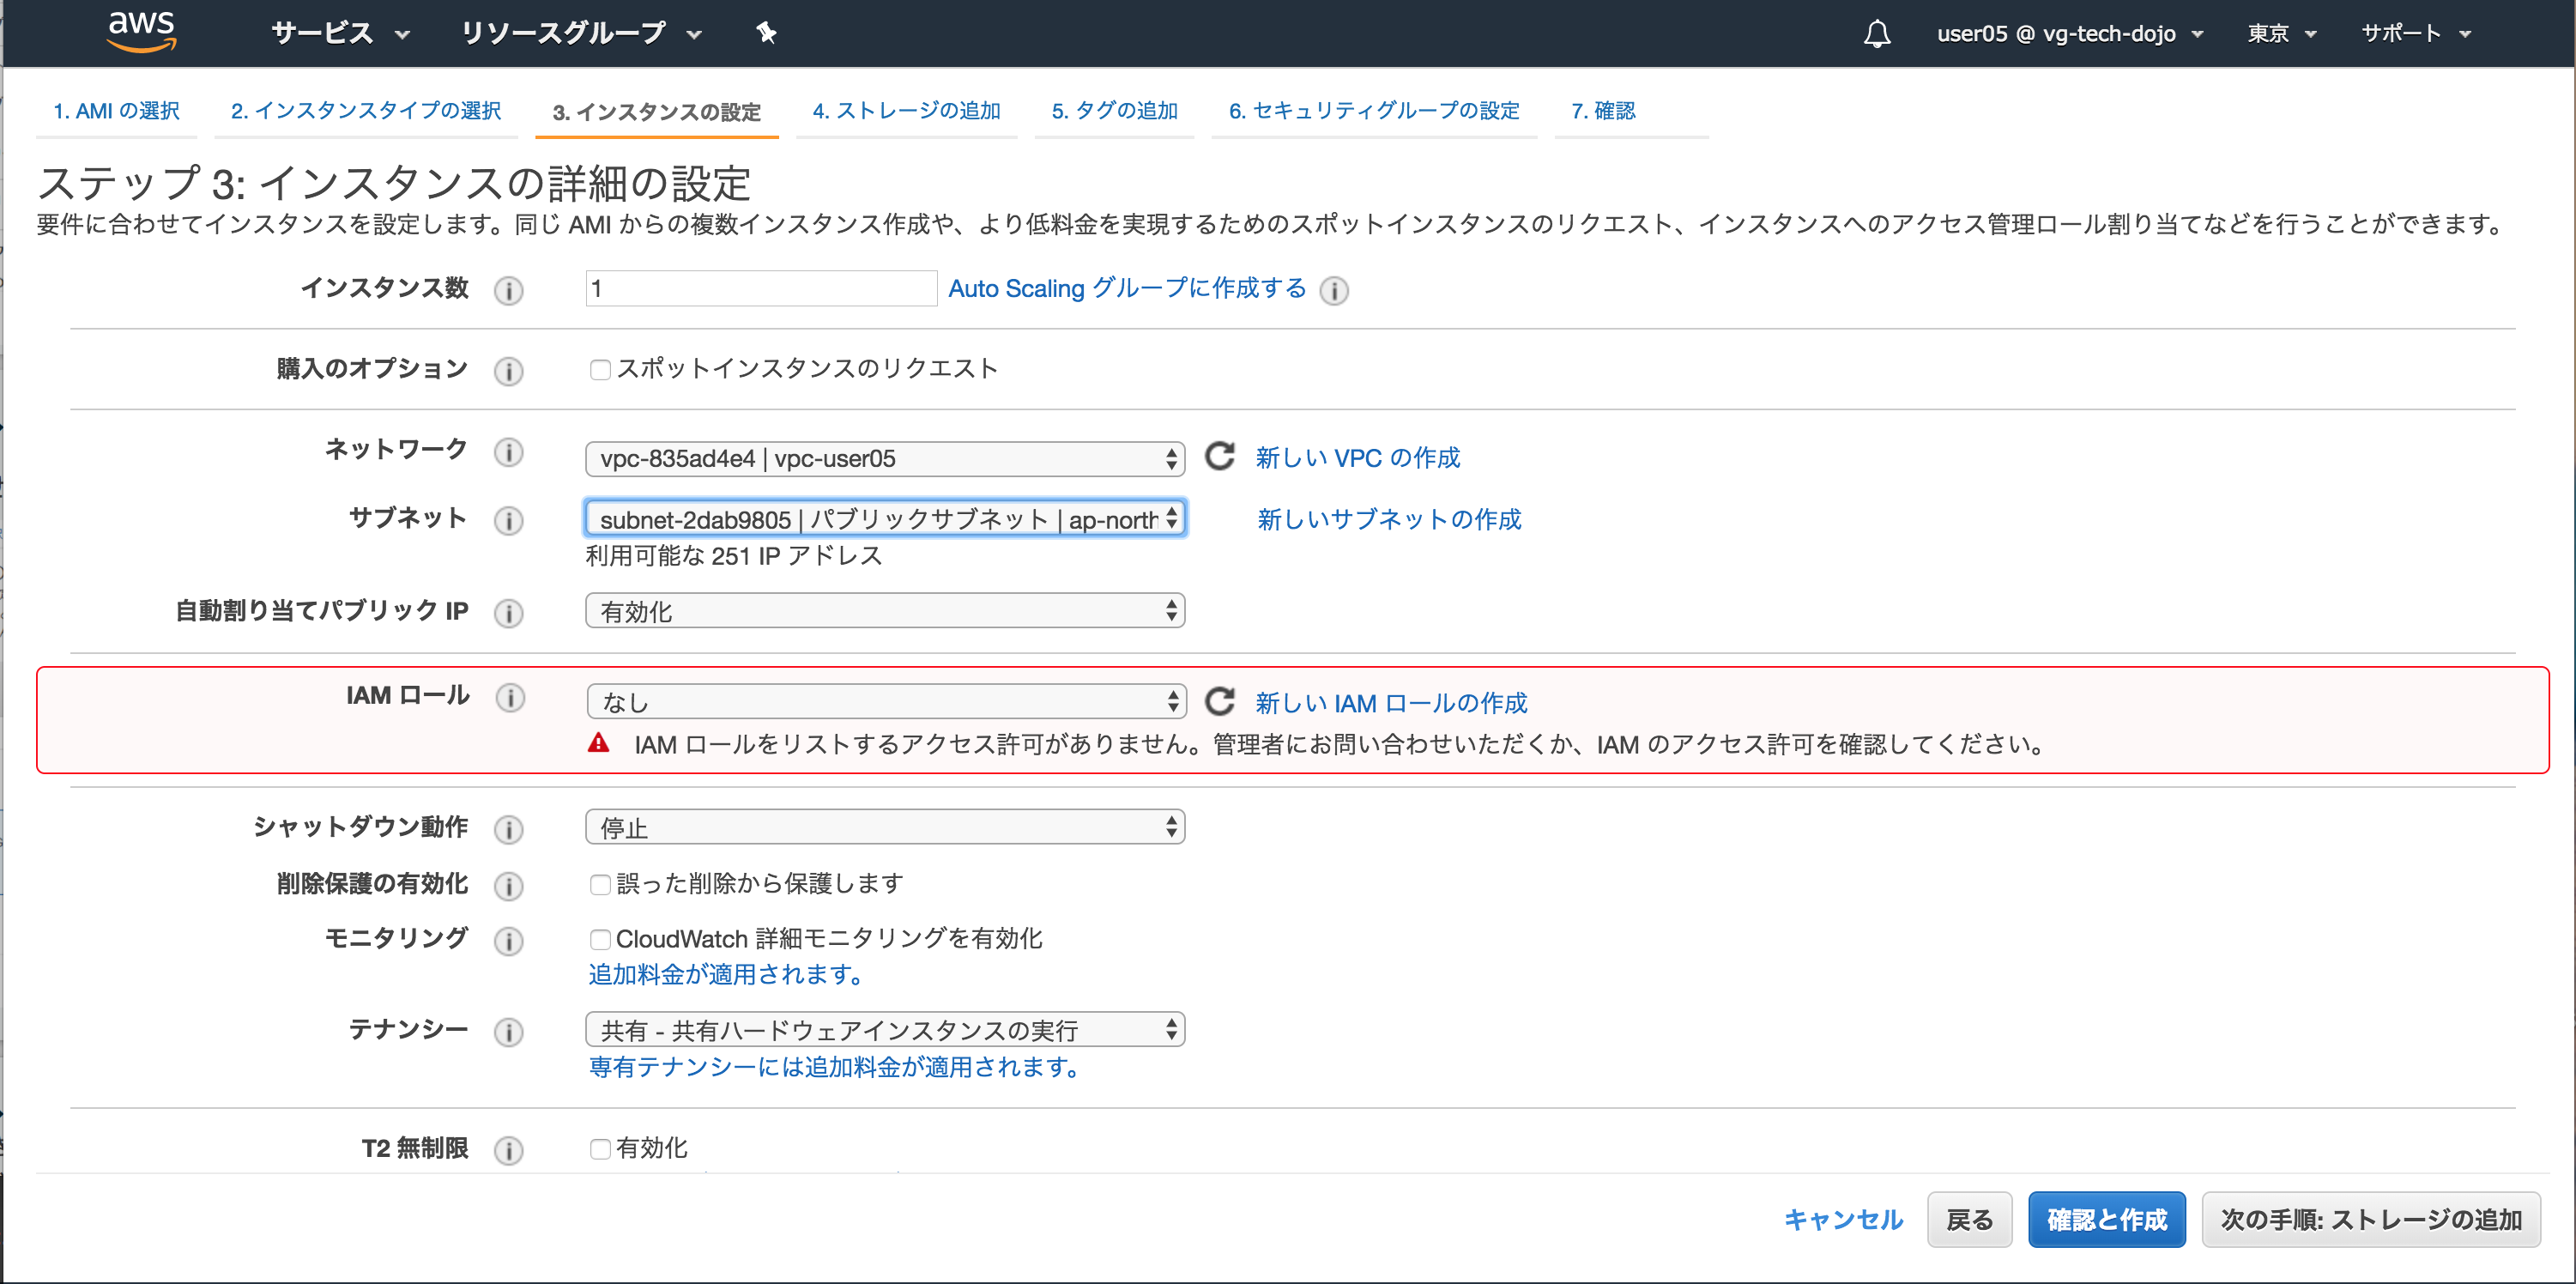 aws サービス リソースグループ user05 @ vg-tech-dojo 東京 サポート
1. AMI の選択 2. インスタンスタイプの選択 3. インスタンスの設定 4. ストレージの追加 5. タグの追加 6. セキュリティグループの設定 7. 確認
ステップ 3: インスタンスの詳細の設定
要件に合わせてインスタンスを設定します。同じ AMI からの複数インスタンス作成や、より低料金を実現するためのスポットインスタンスのリクエスト、インスタンスへのアクセス管理ロール割り当てなどを行うことができます。
インスタンス数 1 Auto Scaling グループに作成する
購入のオプション スポットインスタンスのリクエスト
ネットワーク vpc-835ad4e4 | vpc-user05 新しい VPC の作成
サブネット subnet-2dab9805 | パブリックサブネット | ap-north 新しいサブネットの作成
利用可能な 251 IP アドレス
自動割り当てパブリック IP 有効化
IAM ロール なし 新しい IAM ロールの作成
IAM ロールをリストするアクセス許可がありません。管理者にお問い合わせいただくか、IAM のアクセス許可を確認してください。
シャットダウン動作 停止
削除保護の有効化 誤った削除から保護します
モニタリング CloudWatch 詳細モニタリングを有効化
追加料金が適用されます。
テナンシー 共有 - 共有ハードウェアインスタンスの実行
専有テナンシーには追加料金が適用されます。
T2 無制限 有効化
キャンセル 戻る 確認と作成 次の手順: ストレージの追加